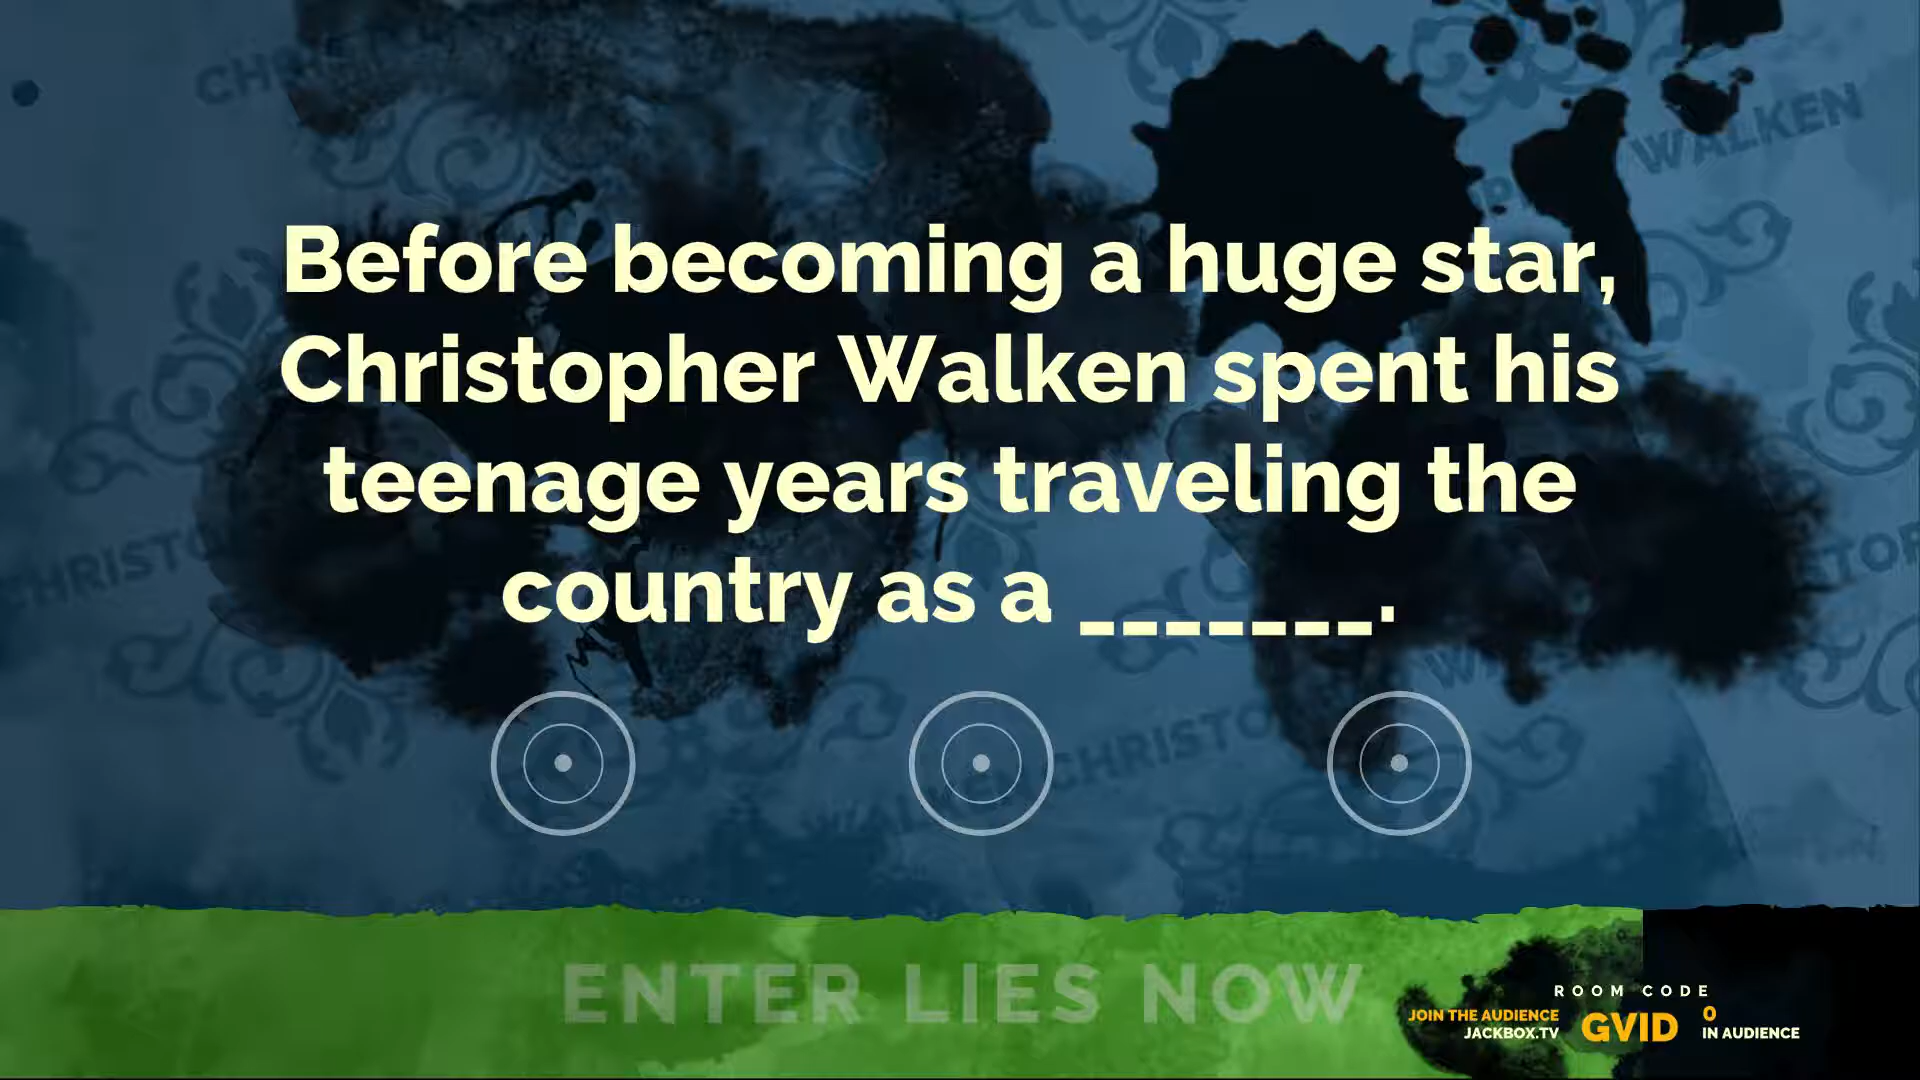 WALKEN
Before becoming a huge star,
Christopher Walken spent his
teenage years traveling the
country as a _______.
ENTER LIES NOW
ROOM CODE
JOIN THE AUDIENCE
JACKBOX.TV
GVID
0
IN AUDIENCE